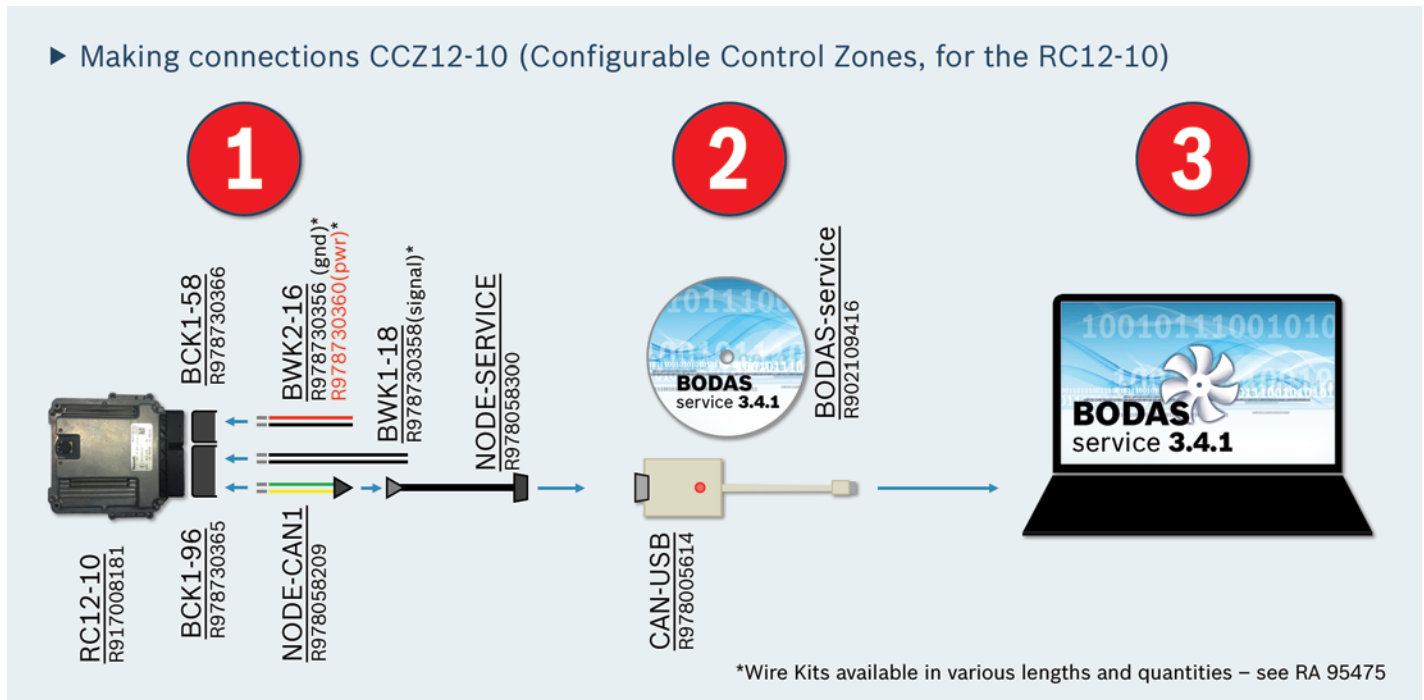 ▶ Making connections CCZ12-10 (Configurable Control Zones, for the RC12-10)
1
2
3
RC12-10
R917008181
BCK1-58
R978730366
BCK1-96
R978730365
BWK2-16
R978730356 (gnd)*
R978730360(pwr)*
NODE-CAN1
R978058209
BWK1-18
R978730358(signal)*
NODE-SERVICE
R978058300
BODAS
service 3.4.1
BODAS-service
R902109416
CAN-USB
R978005614
10010111001010
BODAS
service 3.4.1
*Wire Kits available in various lengths and quantities – see RA 95475